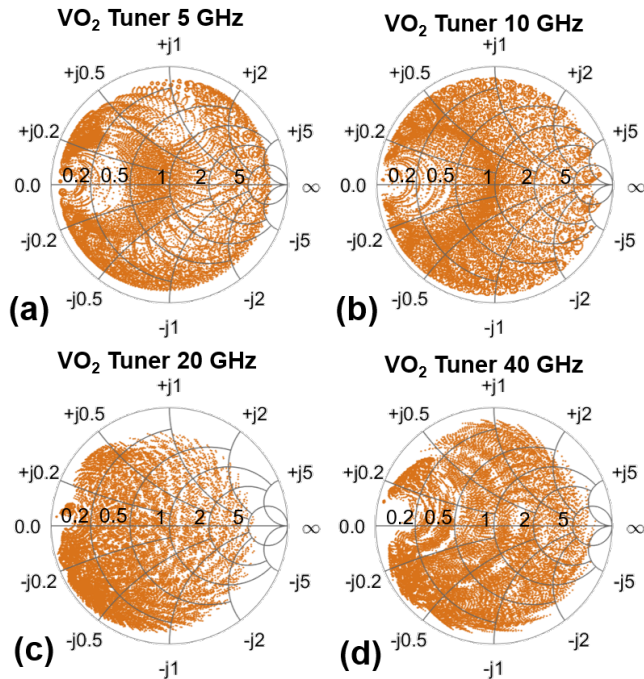 VO₂ Tuner 5 GHz
+j1
+j0.5
+j2
+j0.2
+j5
0.0
0.2 0.5 1 2 5
∞
-j0.2
-j5
-j0.5
-j2
-j1
(a)
VO₂ Tuner 10 GHz
+j1
+j0.5
+j2
+j0.2
+j5
0.0
0.2 0.5 1 2 5
∞
-j0.2
-j5
-j0.5
-j2
-j1
(b)
VO₂ Tuner 20 GHz
+j1
+j0.5
+j2
+j0.2
+j5
0.0
0.2 0.5 1 2 5
∞
-j0.2
-j5
-j0.5
-j2
-j1
(c)
VO₂ Tuner 40 GHz
+j1
+j0.5
+j2
+j0.2
+j5
0.0
0.2 0.5 1 2 5
∞
-j0.2
-j5
-j0.5
-j2
-j1
(d)